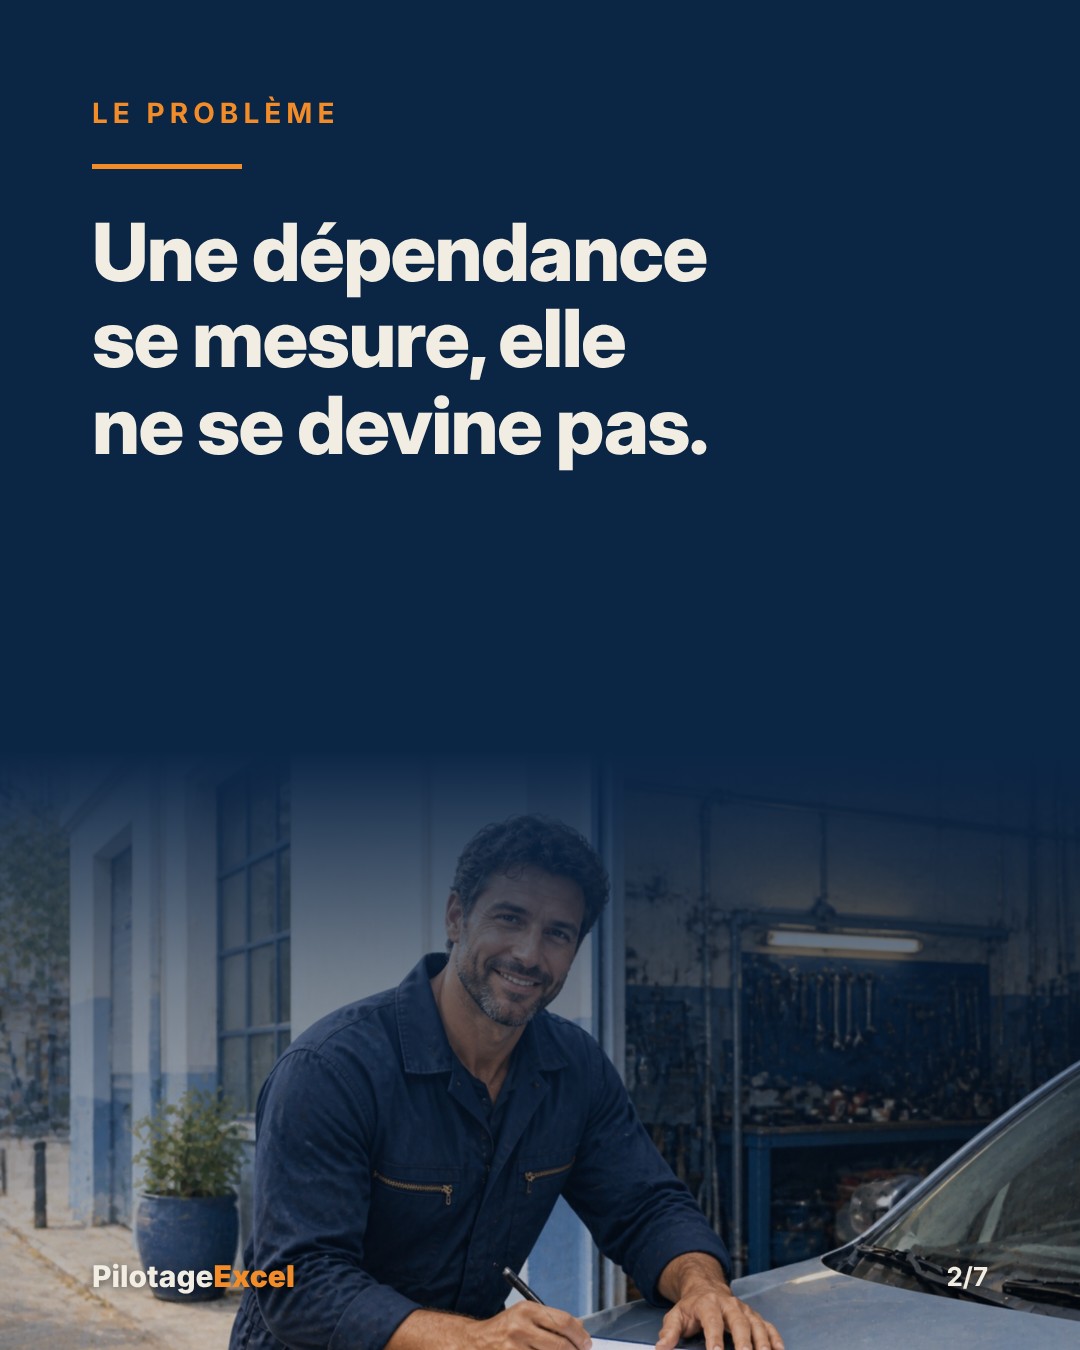 LE PROBLÈME
Une dépendance
se mesure, elle
ne se devine pas.
PilotageExcel
2/7